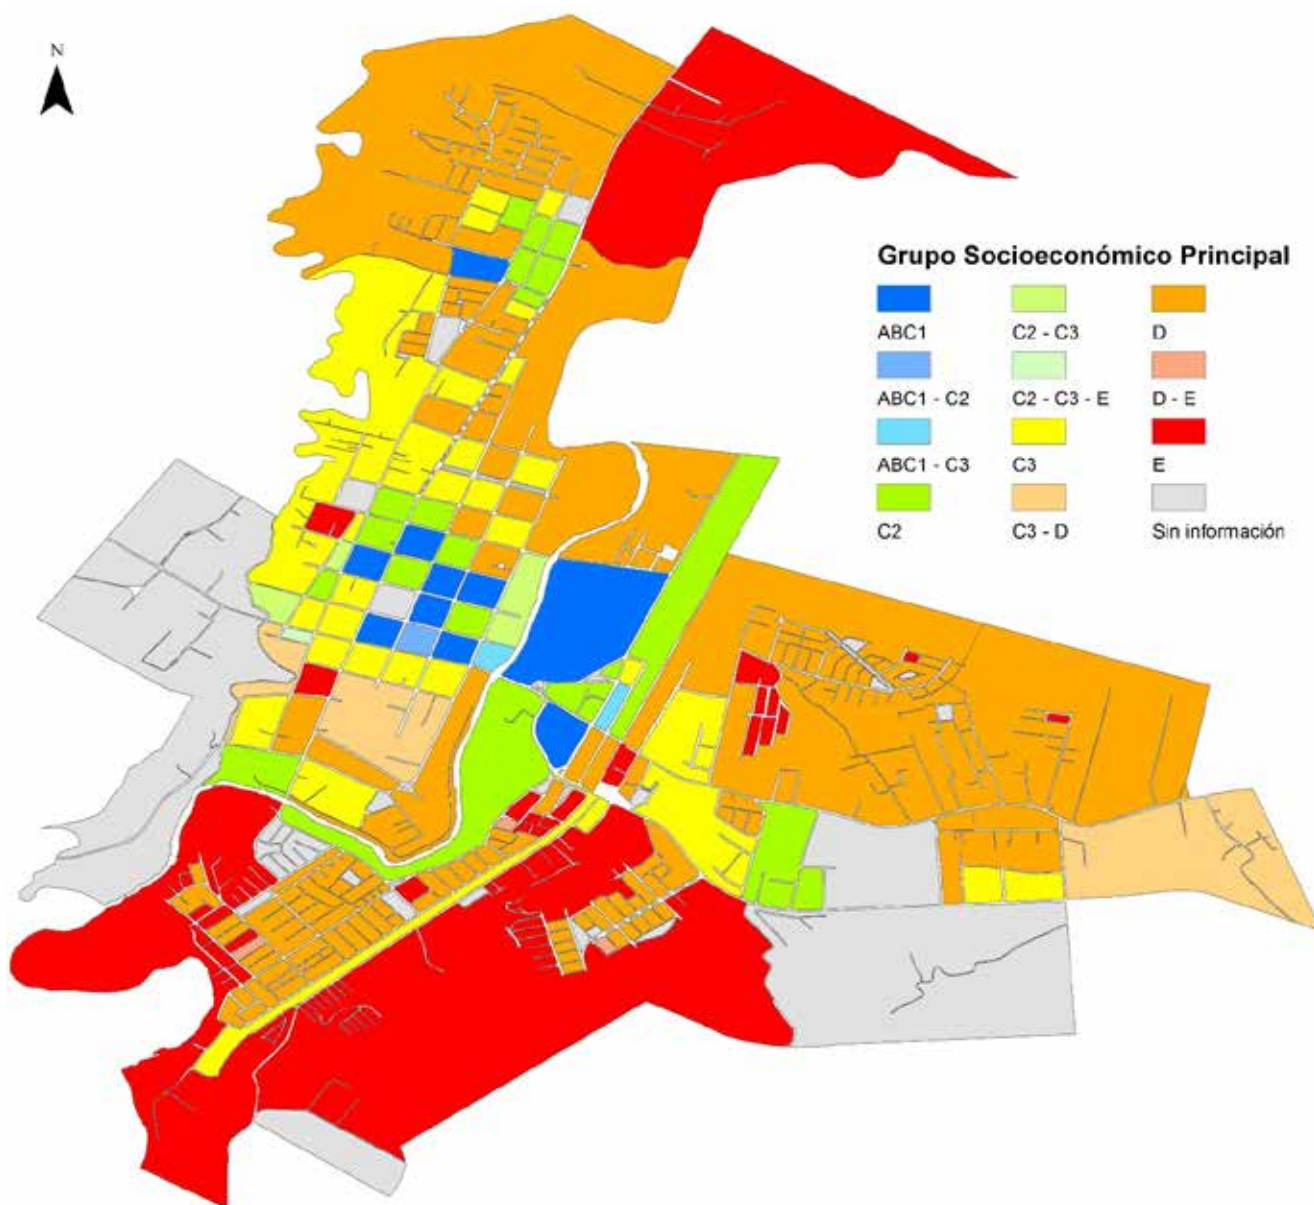 N
Grupo Socioeconómico Principal
ABC1
C2 - C3
D
ABC1 - C2
C2 - C3 - E
D - E
ABC1 - C3
C3
E
C2
C3 - D
Sin información